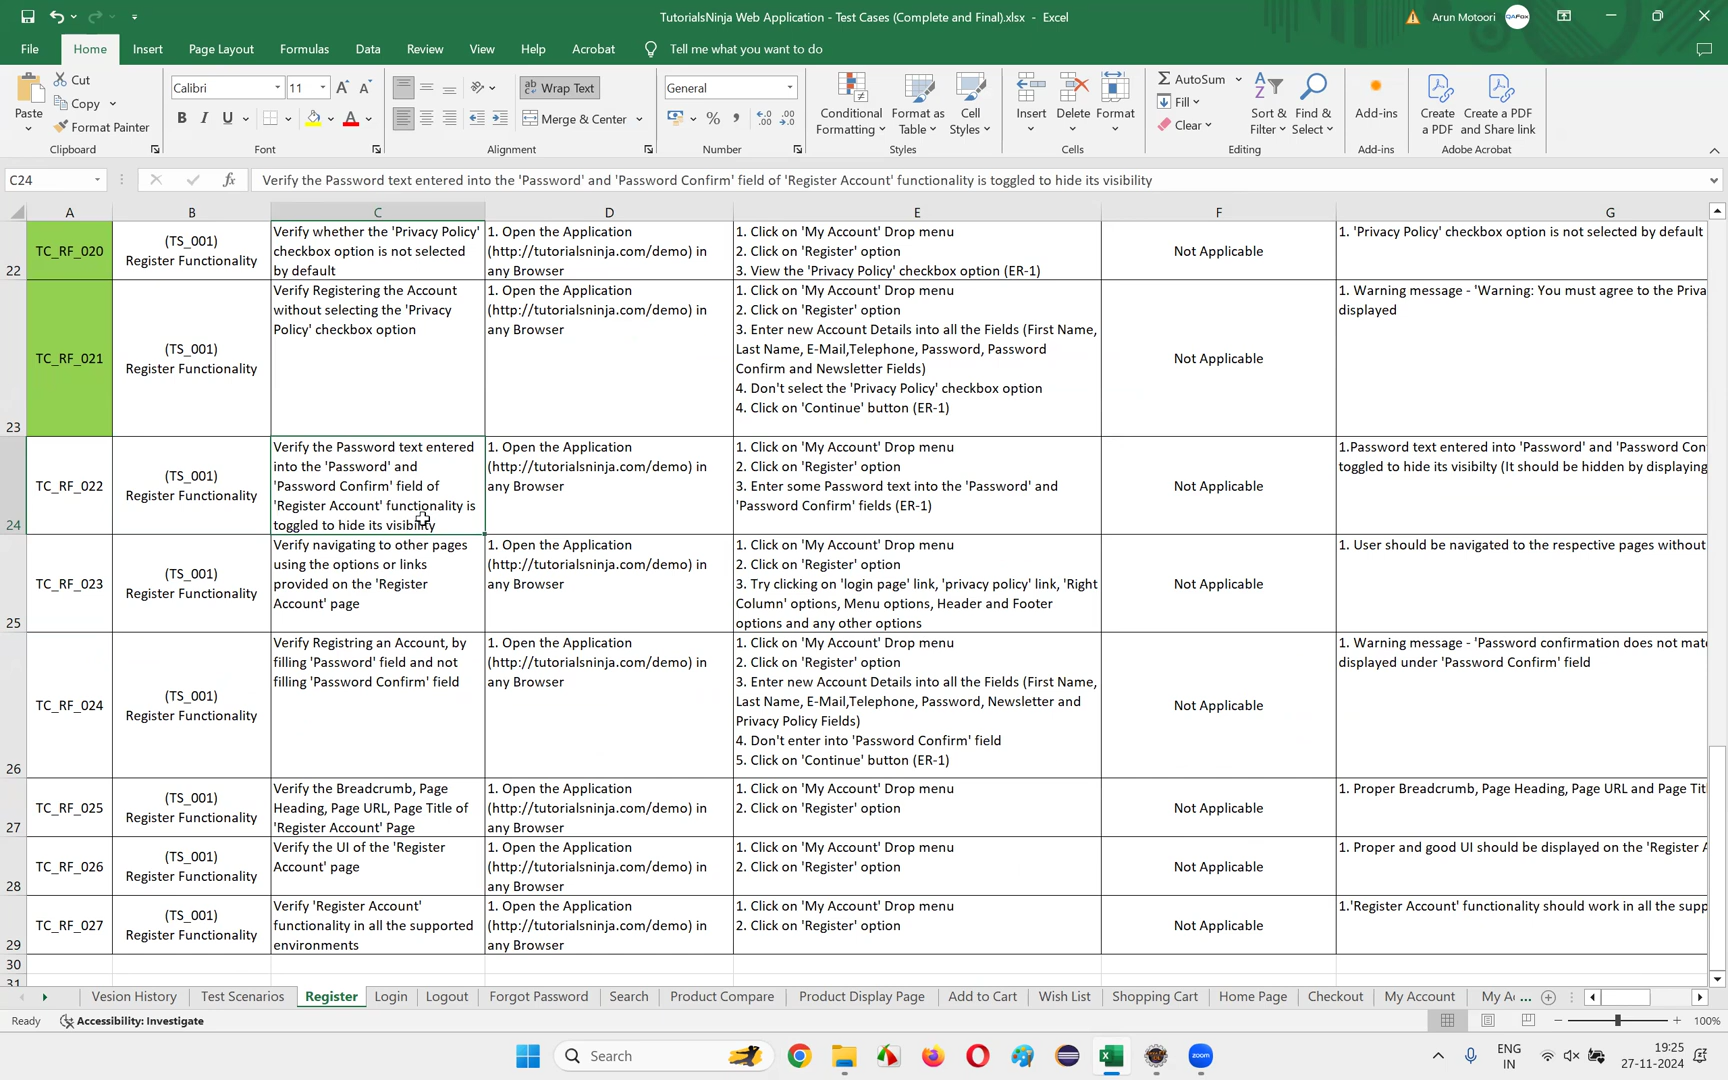 TutorialsNinja Web Application - Test Cases (Complete and Final).xlsx - Excel
Arun Motoori
File Home Insert Page Layout Formulas Data Review View Help Acrobat Tell me what you want to do
Paste
Cut
Copy
Format Painter
Clipboard
Calibri 11
B I U
Font
Wrap Text
Merge & Center
Alignment
General
Number
Conditional Formatting
Format as Table
Cell Styles
Styles
Insert Delete Format
Cells
AutoSum
Fill
Clear
Sort & Filter
Find & Select
Editing
Add-ins
Add-ins
Create a PDF
Create a PDF and Share link
Adobe Acrobat
C24
Verify the Password text entered into the 'Password' and 'Password Confirm' field of 'Register Account' functionality is toggled to hide its visibility
A B C D E F G
22
TC_RF_020
(TS_001)
Register Functionality
Verify whether the 'Privacy Policy'
checkbox option is not selected
by default
1. Open the Application
(http://tutorialsninja.com/demo) in
any Browser
1. Click on 'My Account' Drop menu
2. Click on 'Register' option
3. View the 'Privacy Policy' checkbox option (ER-1)
Not Applicable
1. 'Privacy Policy' checkbox option is not selected by default
23
TC_RF_021
(TS_001)
Register Functionality
Verify Registering the Account
without selecting the 'Privacy
Policy' checkbox option
1. Open the Application
(http://tutorialsninja.com/demo) in
any Browser
1. Click on 'My Account' Drop menu
2. Click on 'Register' option
3. Enter new Account Details into all the Fields (First Name,
Last Name, E-Mail,Telephone, Password, Password
Confirm and Newsletter Fields)
4. Don't select the 'Privacy Policy' checkbox option
4. Click on 'Continue' button (ER-1)
Not Applicable
1. Warning message - 'Warning: You must agree to the Priva
displayed
24
TC_RF_022
(TS_001)
Register Functionality
Verify the Password text entered
into the 'Password' and
'Password Confirm' field of
'Register Account' functionality is
toggled to hide its visibility
1. Open the Application
(http://tutorialsninja.com/demo) in
any Browser
1. Click on 'My Account' Drop menu
2. Click on 'Register' option
3. Enter some Password text into the 'Password' and
'Password Confirm' fields (ER-1)
Not Applicable
1.Password text entered into 'Password' and 'Password Con
toggled to hide its visibilty (It should be hidden by displaying
25
TC_RF_023
(TS_001)
Register Functionality
Verify navigating to other pages
using the options or links
provided on the 'Register
Account' page
1. Open the Application
(http://tutorialsninja.com/demo) in
any Browser
1. Click on 'My Account' Drop menu
2. Click on 'Register' option
3. Try clicking on 'login page' link, 'privacy policy' link, 'Right
Column' options, Menu options, Header and Footer
options and any other options
Not Applicable
1. User should be navigated to the respective pages without
26
TC_RF_024
(TS_001)
Register Functionality
Verify Registring an Account, by
filling 'Password' field and not
filling 'Password Confirm' field
1. Open the Application
(http://tutorialsninja.com/demo) in
any Browser
1. Click on 'My Account' Drop menu
2. Click on 'Register' option
3. Enter new Account Details into all the Fields (First Name,
Last Name, E-Mail,Telephone, Password, Newsletter and
Privacy Policy Fields)
4. Don't enter into 'Password Confirm' field
5. Click on 'Continue' button (ER-1)
Not Applicable
1. Warning message - 'Password confirmation does not mat
displayed under 'Password Confirm' field
27
TC_RF_025
(TS_001)
Register Functionality
Verify the Breadcrumb, Page
Heading, Page URL, Page Title of
'Register Account' Page
1. Open the Application
(http://tutorialsninja.com/demo) in
any Browser
1. Click on 'My Account' Drop menu
2. Click on 'Register' option
Not Applicable
1. Proper Breadcrumb, Page Heading, Page URL and Page Tit
28
TC_RF_026
(TS_001)
Register Functionality
Verify the UI of the 'Register
Account' page
1. Open the Application
(http://tutorialsninja.com/demo) in
any Browser
1. Click on 'My Account' Drop menu
2. Click on 'Register' option
Not Applicable
1. Proper and good UI should be displayed on the 'Register A
29
TC_RF_027
(TS_001)
Register Functionality
Verify 'Register Account'
functionality in all the supported
environments
1. Open the Application
(http://tutorialsninja.com/demo) in
any Browser
1. Click on 'My Account' Drop menu
2. Click on 'Register' option
Not Applicable
1.'Register Account' functionality should work in all the supp
30
31
Vesion History Test Scenarios Register Login Logout Forgot Password Search Product Compare Product Display Page Add to Cart Wish List Shopping Cart Home Page Checkout My Account My Ac ...
Ready Accessibility: Investigate 100%
Search
ENG
IN
19:25
27-11-2024